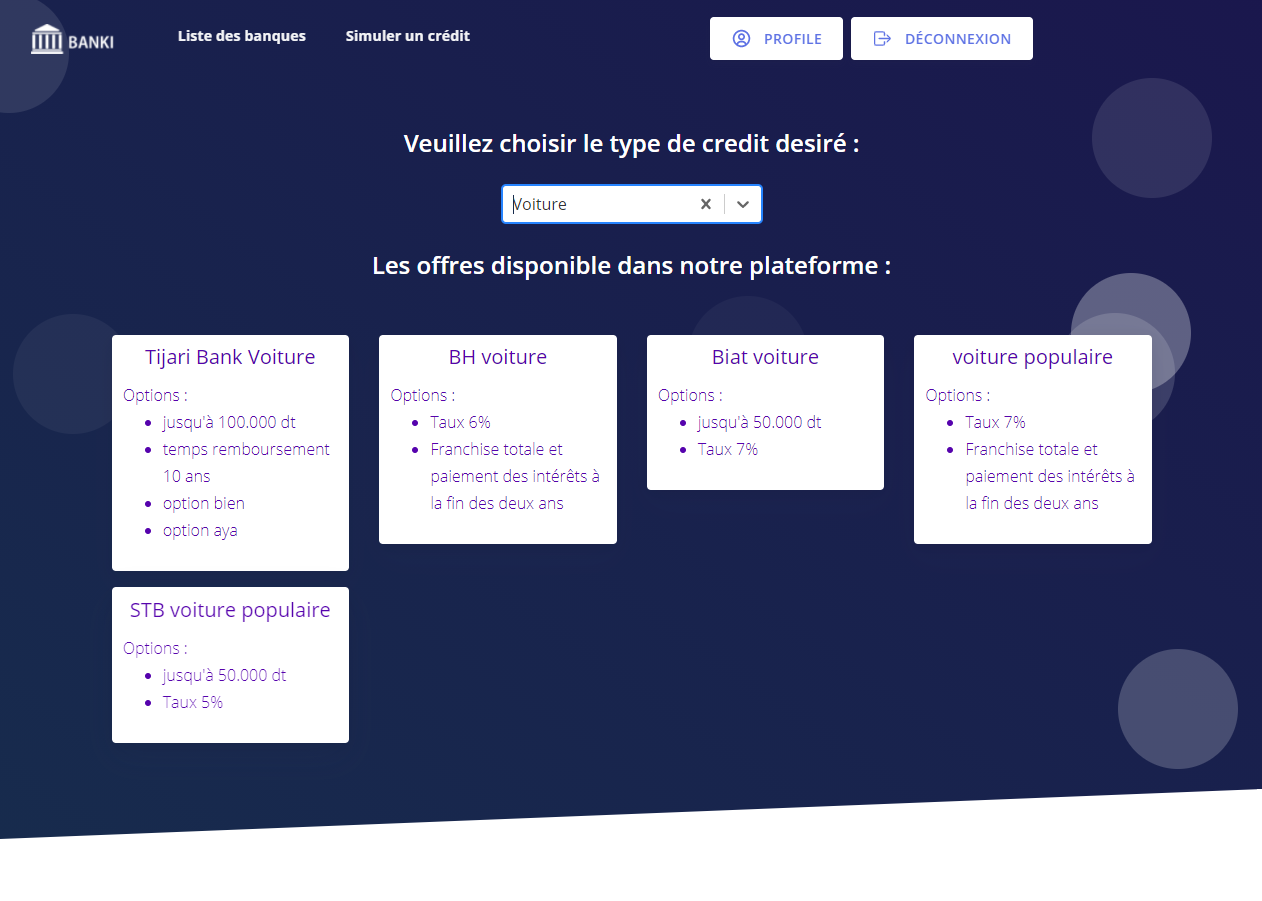 BANKI
Liste des banques
Simuler un crédit
PROFILE
DÉCONNEXION
Veuillez choisir le type de credit desiré :
Voiture
Les offres disponible dans notre plateforme :
Tijari Bank Voiture
Options :
jusqu'à 100.000 dt
temps remboursement
10 ans
option bien
option aya
BH voiture
Options :
Taux 6%
Franchise totale et
paiement des intérêts à
la fin des deux ans
Biat voiture
Options :
jusqu'à 50.000 dt
Taux 7%
voiture populaire
Options :
Taux 7%
Franchise totale et
paiement des intérêts à
la fin des deux ans
STB voiture populaire
Options :
jusqu'à 50.000 dt
Taux 5%